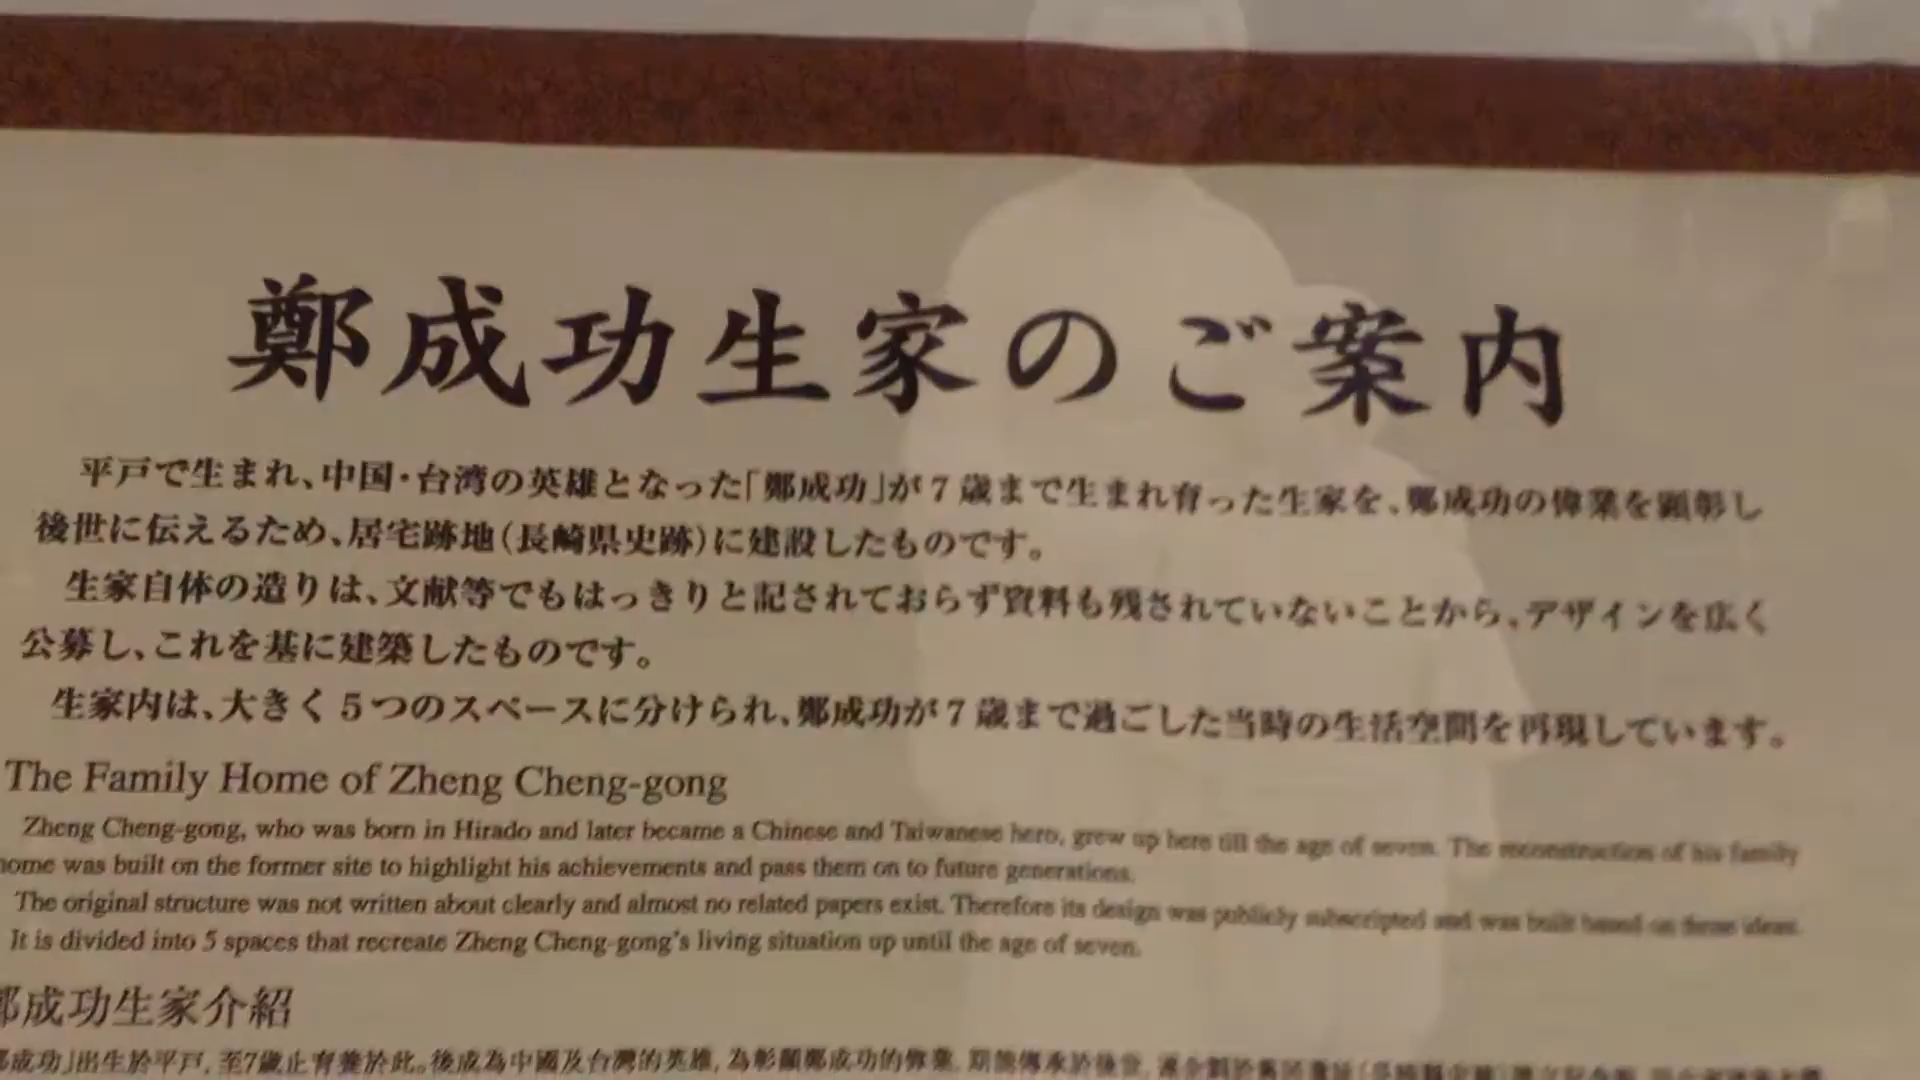 鄭成功生家のご案内
平戸で生まれ、中国・台湾の英雄となった「鄭成功」が7歳まで生まれ育った生家を、鄭成功の偉業を顕彰し
後世に伝えるため、居宅跡地(長崎県史跡)に建設したものです。
生家自体の造りは、文献等でもはっきりと記されておらず資料も残されていないことから、デザインを広く
公募し、これを基に建築したものです。
生家内は、大きく5つのスペースに分けられ、鄭成功が7歳まで過ごした当時の生活空間を再現しています。
The Family Home of Zheng Cheng-gong
Zheng Cheng-gong, who was born in Hirado and later became a Chinese and Taiwanese hero, grew up here till the age of seven. The reconstruction of his family
home was built on the former site to highlight his achievements and pass them on to future generations.
The original structure was not written about clearly and almost no related papers exist. Therefore its design was publicly subscripted and was built based on these ideas.
It is divided into 5 spaces that recreate Zheng Cheng-gong's living situation up until the age of seven.
鄭成功生家介紹
成功」出生於平戸,至7歲止育養於此。後成為中國及台灣的英雄,為彰顯鄭成功的偉業,期能傳承於後世,